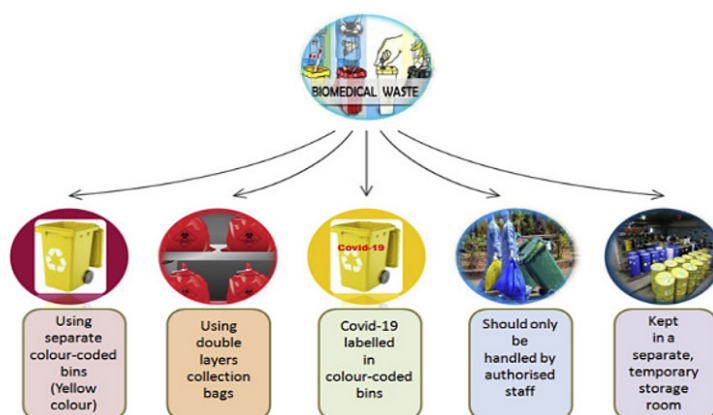 BIOMEDICAL WASTE
Covid-19
Using
separate
colour-coded
bins
(Yellow
colour)
Using
double
layers
collection
bags
Covid-19
labelled
in
colour-coded
bins
Should only
be
handled by
authorised
staff
Kept
in a
separate,
temporary
storage
room